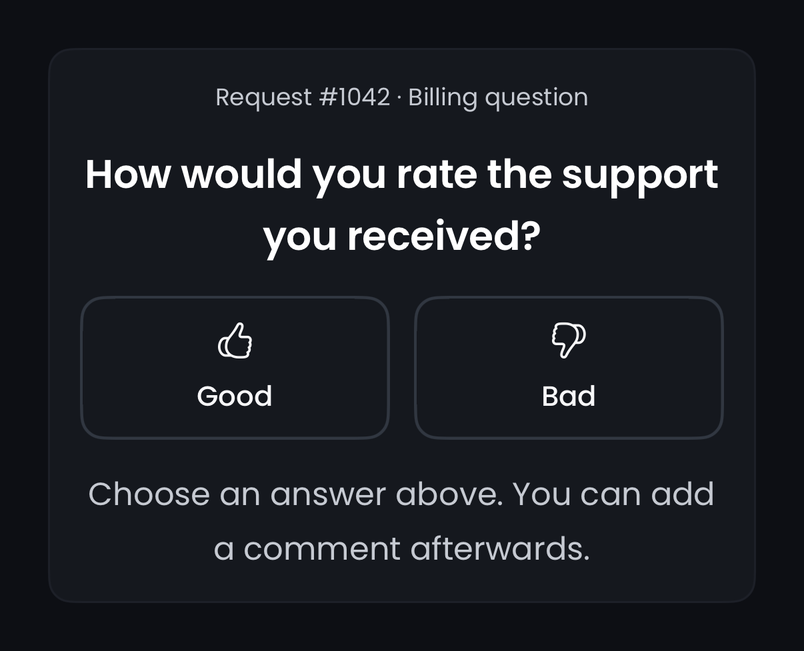 Request #1042 · Billing question
How would you rate the support
you received?
Good
Bad
Choose an answer above. You can add
a comment afterwards.